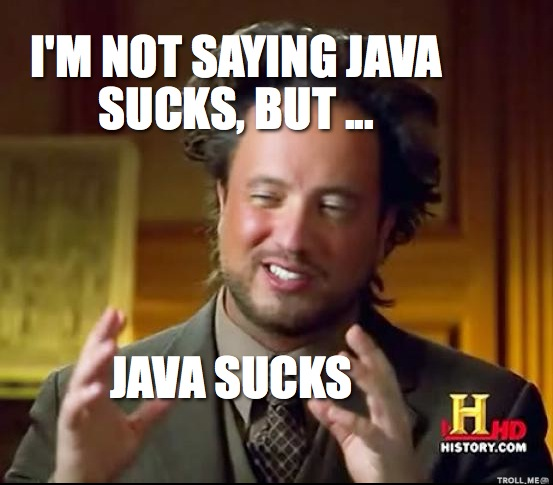 I'M NOT SAYING JAVA
SUCKS, BUT ...
JAVA SUCKS
H HD
HISTORY.COM
TROLL.ME